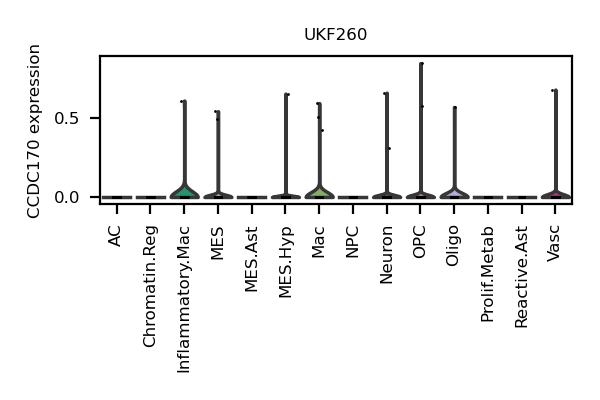 UKF260
CCDC170 expression
0.5
0.0
AC
Chromatin.Reg
Inflammatory.Mac
MES
MES.Ast
MES.Hyp
Mac
NPC
Neuron
OPC
Oligo
Prolif.Metab
Reactive.Ast
Vasc